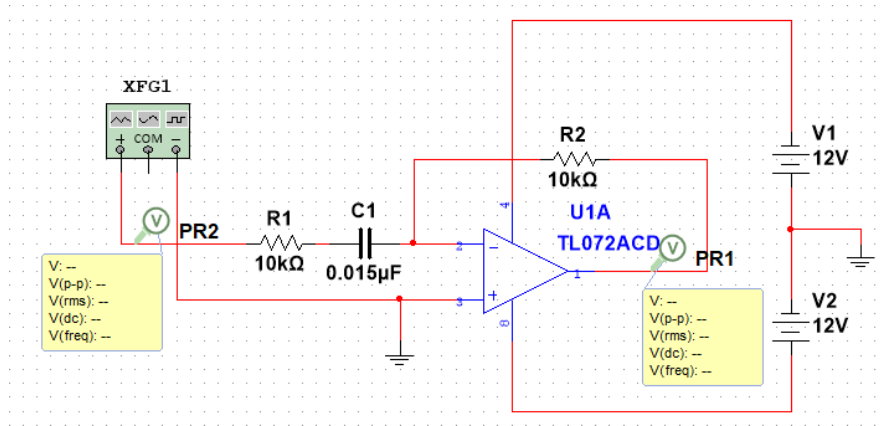 XFG1
+ COM −
V
PR2
V: --
V(p-p): --
V(rms): --
V(dc): --
V(freq): --
R1
10kΩ
C1
0.015µF
R2
10kΩ
4
U1A
TL072ACD
2
−
3
+
1
8
V
PR1
V: --
V(p-p): --
V(rms): --
V(dc): --
V(freq): --
V1
12V
V2
12V